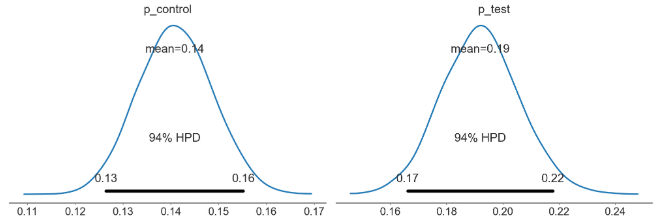 p_control
mean=0.14
94% HPD
0.13 0.16
0.11 0.12 0.13 0.14 0.15 0.16 0.17
p_test
mean=0.19
94% HPD
0.17 0.22
0.16 0.18 0.20 0.22 0.24